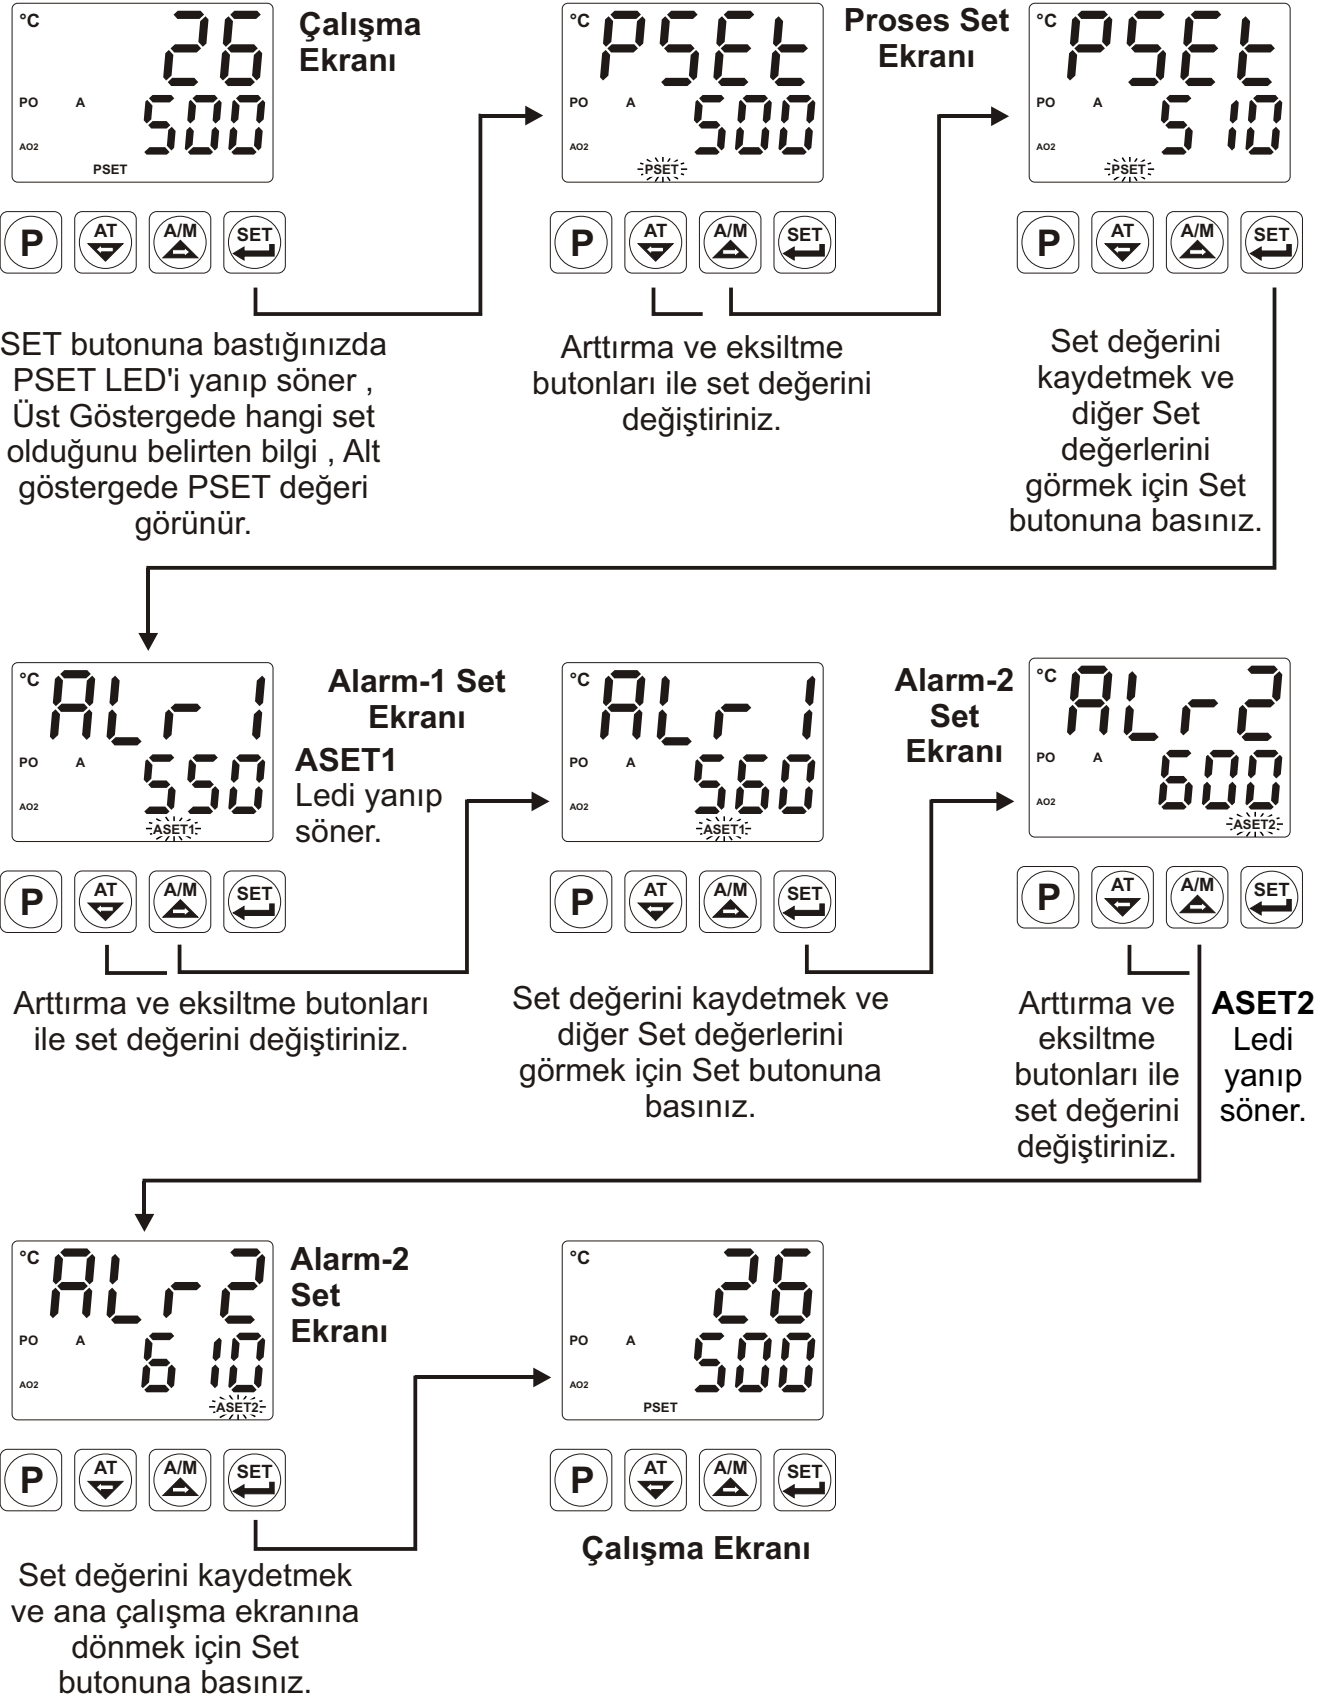 °C 26
PO A 500
AO2
PSET
Çalışma
Ekranı
P AT A/M SET
SET butonuna bastığınızda
PSET LED'i yanıp söner ,
Üst Göstergede hangi set
olduğunu belirten bilgi , Alt
göstergede PSET değeri
görünür.
°C PSEt
PO A 500
AO2
PSET
P AT A/M SET
Arttırma ve eksiltme
butonları ile set değerini
değiştiriniz.
Proses Set
Ekranı
°C PSEt
PO A 510
AO2
PSET
P AT A/M SET
Set değerini
kaydetmek ve
diğer Set
değerlerini
görmek için Set
butonuna basınız.
°C ALr1
PO A 550
AO2
ASET1
Alarm-1 Set
Ekranı
ASET1
Ledi yanıp
söner.
P AT A/M SET
Arttırma ve eksiltme butonları
ile set değerini değiştiriniz.
°C ALr1
PO A 560
AO2
ASET1
P AT A/M SET
Set değerini kaydetmek ve
diğer Set değerlerini
görmek için Set butonuna
basınız.
Alarm-2
Set
Ekranı
°C ALr2
PO A 600
AO2
ASET2
P AT A/M SET
Arttırma ve
eksiltme
butonları ile
set değerini
değiştiriniz.
ASET2
Ledi
yanıp
söner.
°C ALr2
PO A 610
AO2
ASET2
Alarm-2
Set
Ekranı
P AT A/M SET
Set değerini kaydetmek
ve ana çalışma ekranına
dönmek için Set
butonuna basınız.
°C 26
PO A 500
AO2
PSET
P AT A/M SET
Çalışma Ekranı